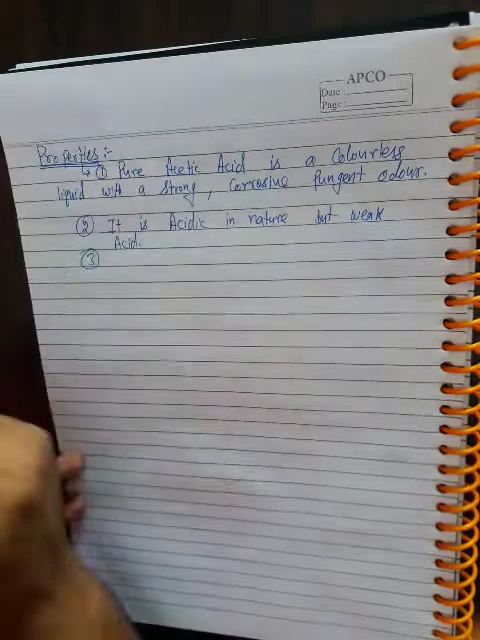 APCO
Date :
Page :
Properties :-
↳ ① Pure Acetic Acid is a Colourless
liquid with a strong, corrosive Pungent odour.
② It is Acidic in nature but weak
Acid.
③